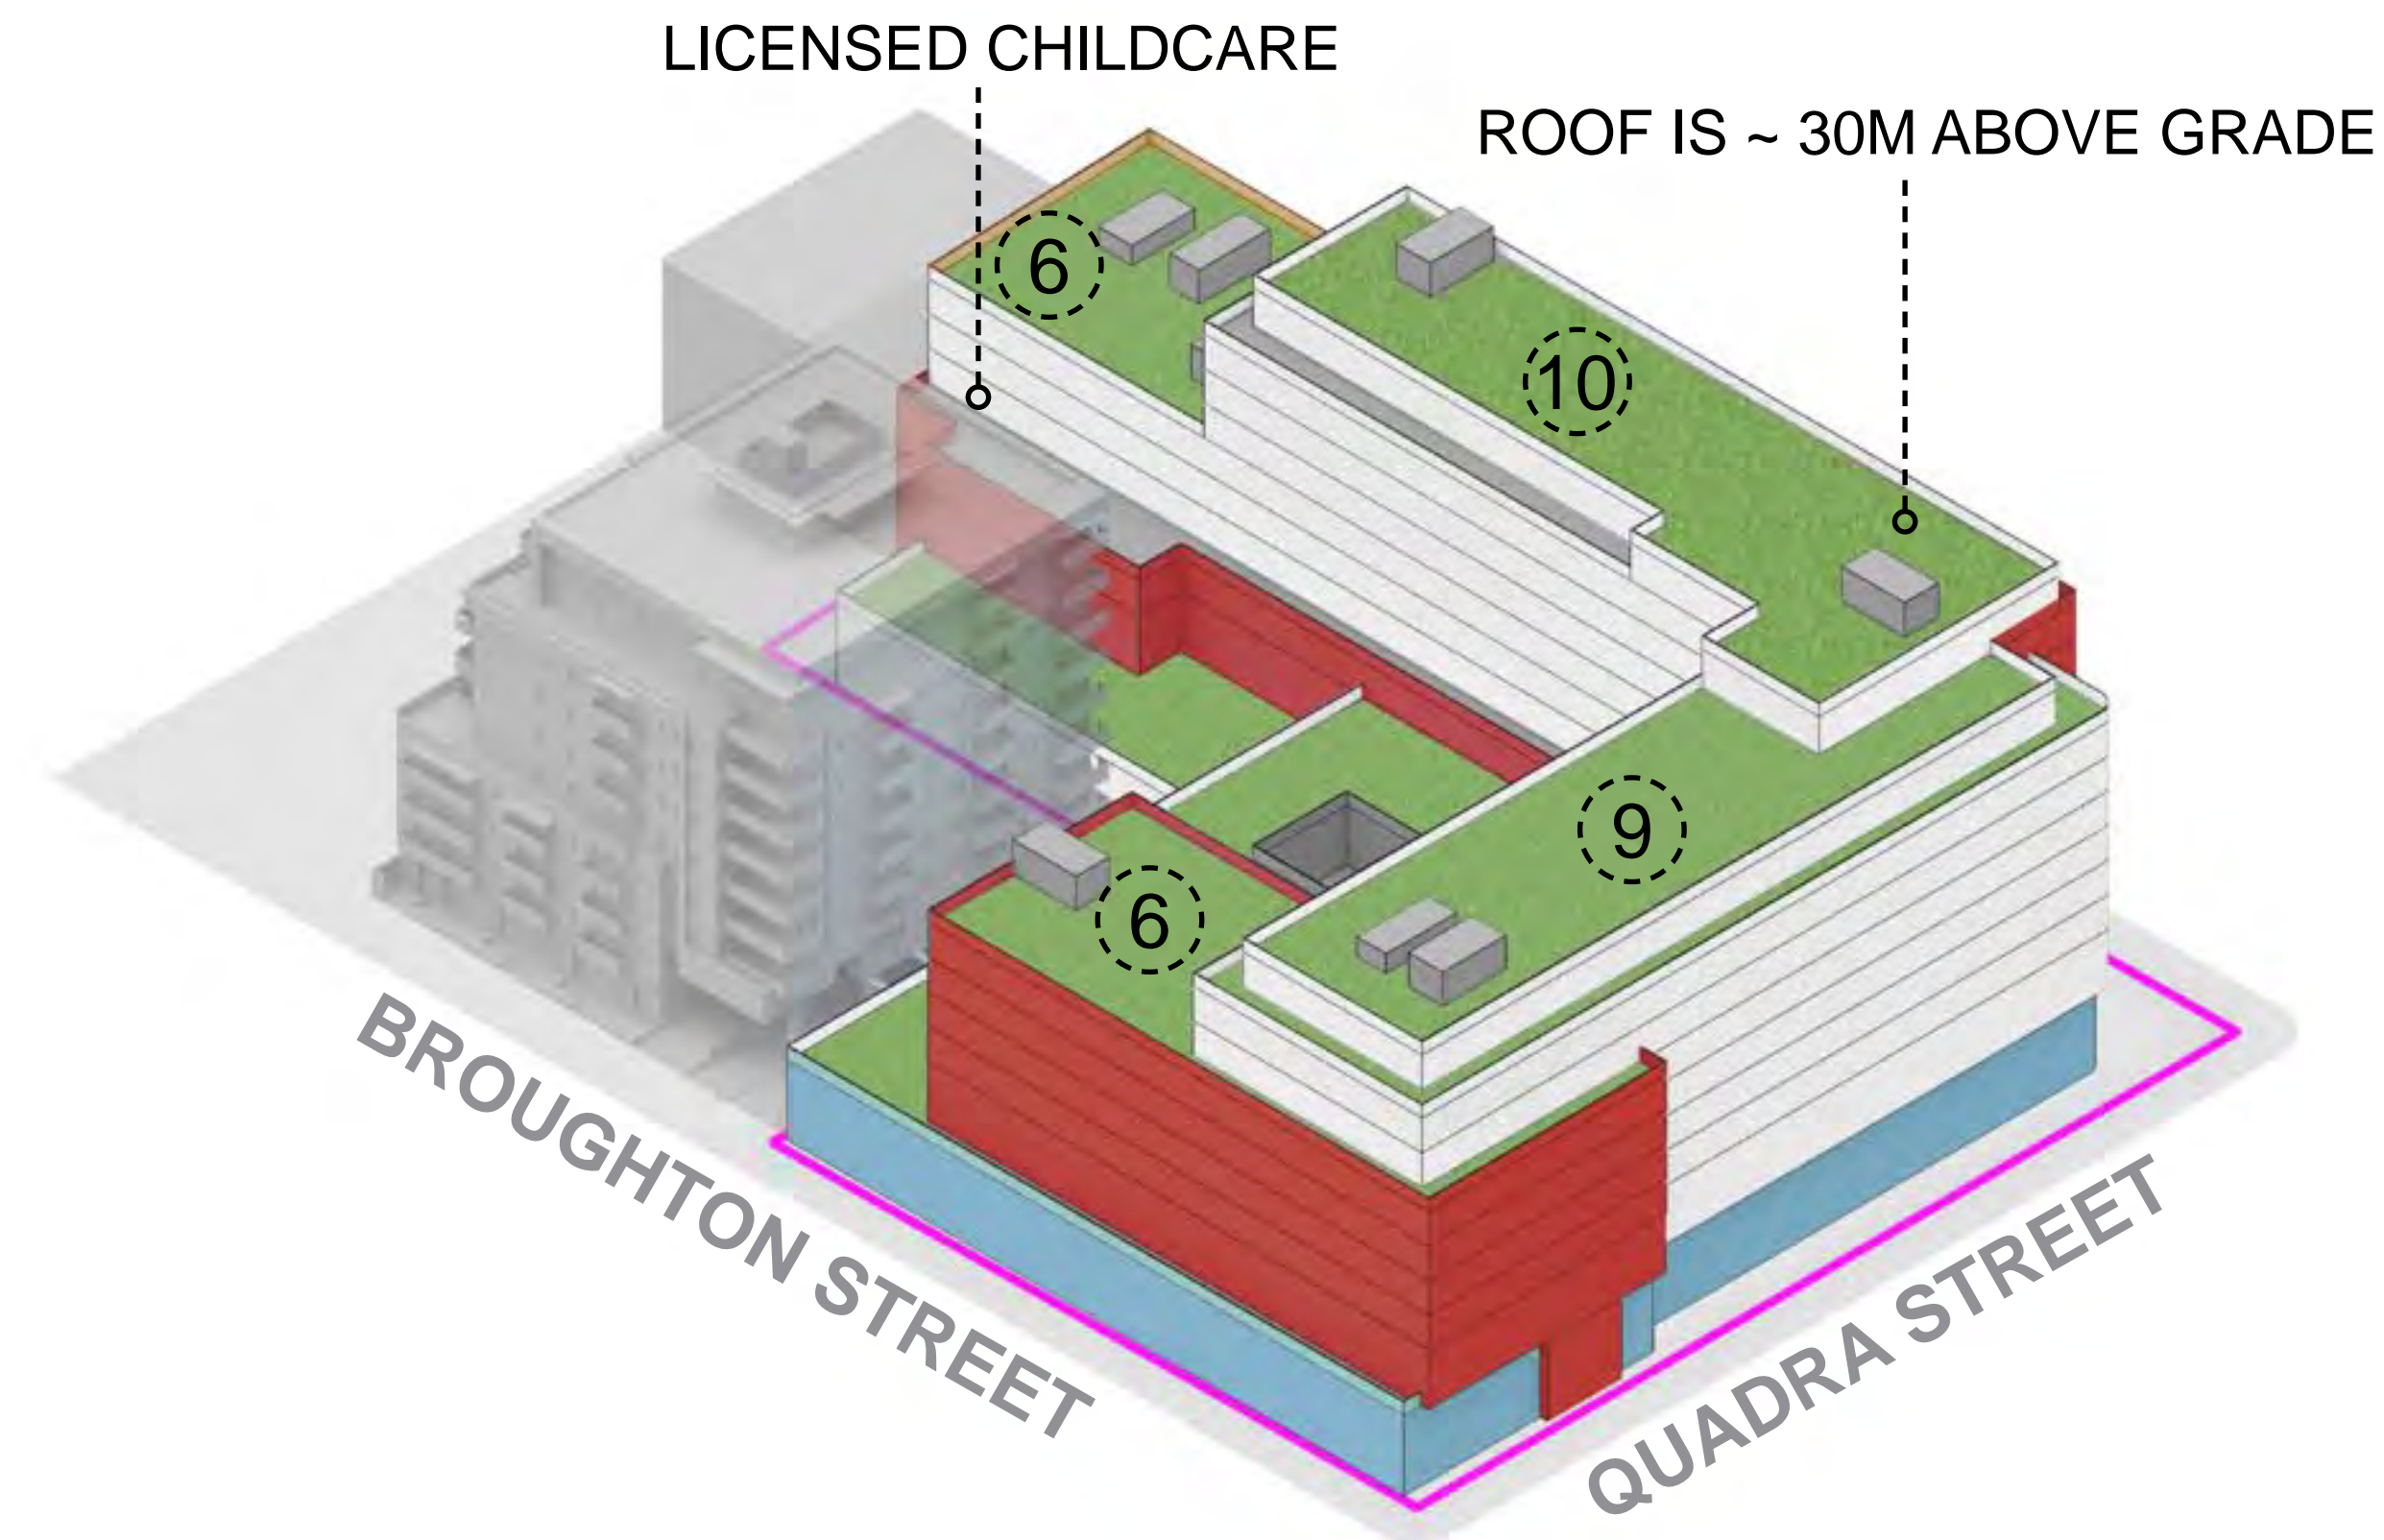 LICENSED CHILDCARE
ROOF IS ~ 30M ABOVE GRADE
6
10
9
6
BROUGHTON STREET
QUADRA STREET